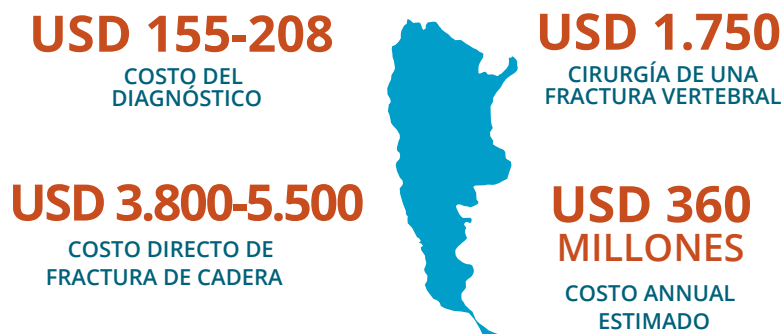 USD 155-208
COSTO DEL
DIAGNÓSTICO
USD 1.750
CIRURGÍA DE UNA
FRACTURA VERTEBRAL
USD 3.800-5.500
COSTO DIRECTO DE
FRACTURA DE CADERA
USD 360
MILLONES
COSTO ANNUAL
ESTIMADO